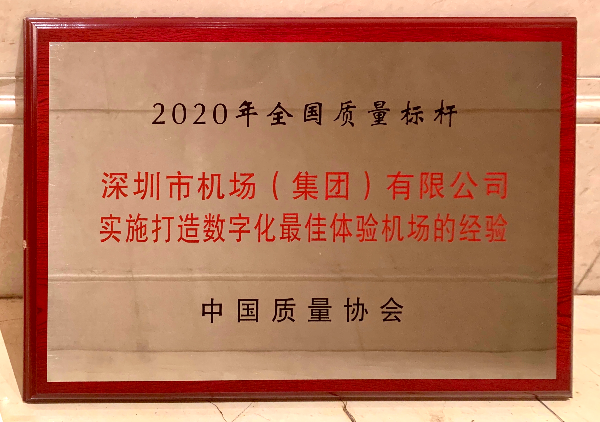 2020年全国质量标杆
深圳市机场（集团）有限公司
实施打造数字化最佳体验机场的经验
中国质量协会